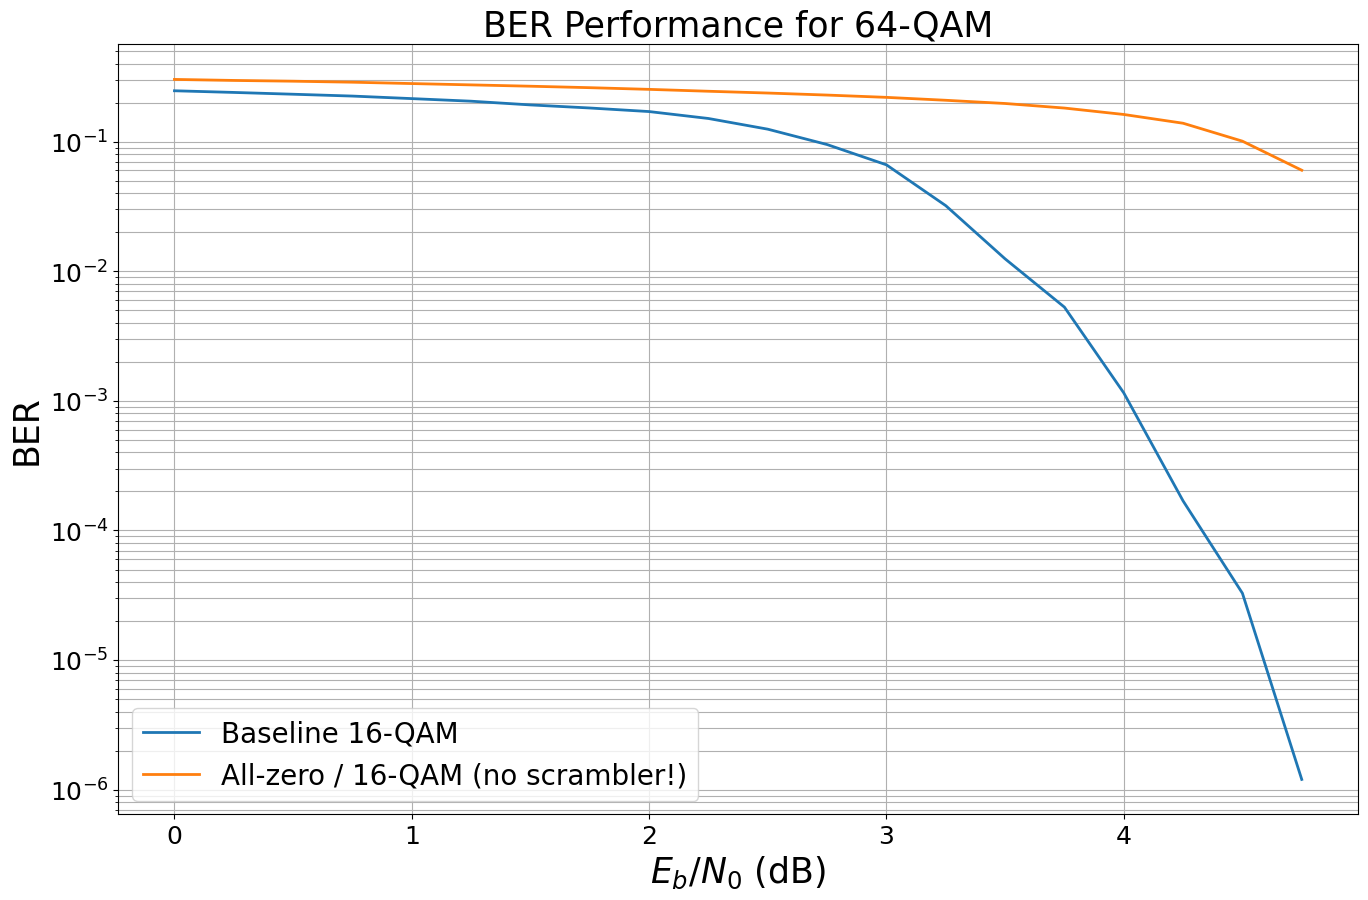 BER Performance for 64-QAM
BER
10⁻¹
10⁻²
10⁻³
10⁻⁴
10⁻⁵
10⁻⁶
Baseline 16-QAM
All-zero / 16-QAM (no scrambler!)
0 1 2 3 4
E_b/N_0 (dB)